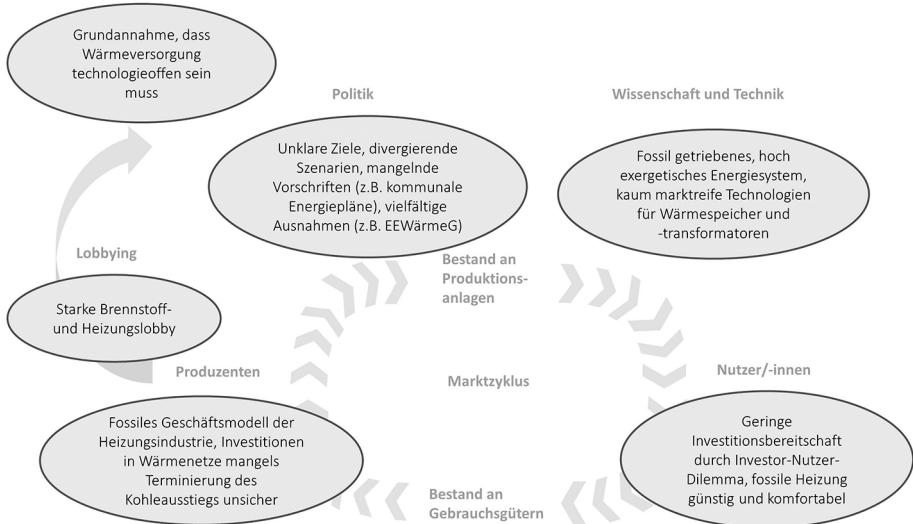 Grundannahme, dass
Wärmeversorgung
technologieoffen sein
muss
Politik
Wissenschaft und Technik
Unklare Ziele, divergierende
Szenarien, mangelnde
Vorschriften (z.B. kommunale
Energiepläne), vielfältige
Ausnahmen (z.B. EEWärmeG)
Fossil getriebenes, hoch
exergetisches Energiesystem,
kaum marktreife Technologien
für Wärmespeicher und
-transformatoren
Lobbying
Bestand an
Produktions-
anlagen
Starke Brennstoff-
und Heizungslobby
Produzenten
Marktzyklus
Nutzer/-innen
Fossiles Geschäftsmodell der
Heizungsindustrie, Investitionen
in Wärmenetze mangels
Terminierung des
Kohleausstiegs unsicher
Geringe
Investitionsbereitschaft
durch Investor-Nutzer-
Dilemma, fossile Heizung
günstig und komfortabel
Bestand an
Gebrauchsgütern